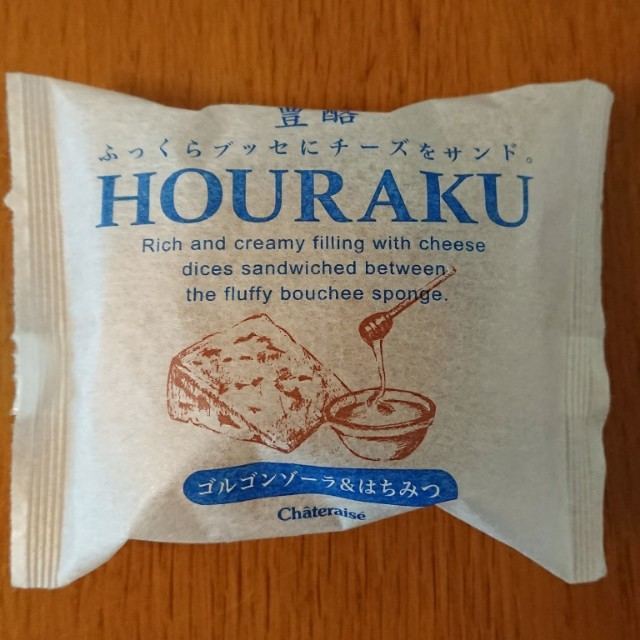 豊酪
ふっくらブッセにチーズをサンド。
HOURAKU
Rich and creamy filling with cheese
dices sandwiched between
the fluffy bouchee sponge.
ゴルゴンゾーラ&はちみつ
Châteraisé